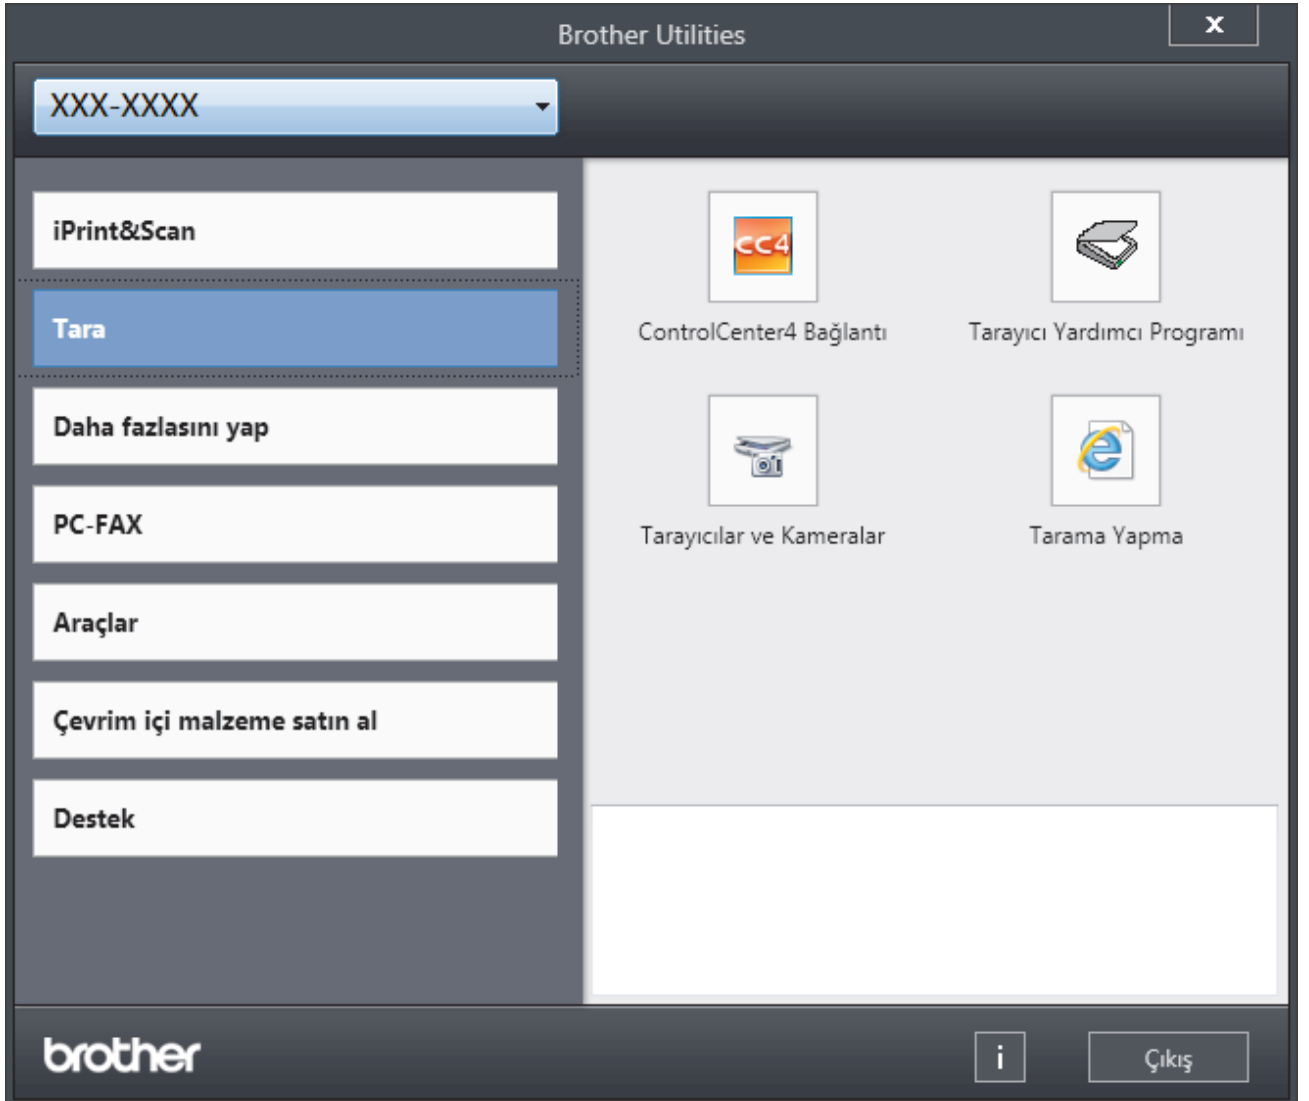 Brother Utilities
X
XXX-XXXX
iPrint&Scan
Tara
Daha fazlasını yap
PC-FAX
Araçlar
Çevrim içi malzeme satın al
Destek
CC4
ControlCenter4 Bağlantı
Tarayıcı Yardımcı Programı
Tarayıcılar ve Kameralar
Tarama Yapma
brother
i
Çıkış